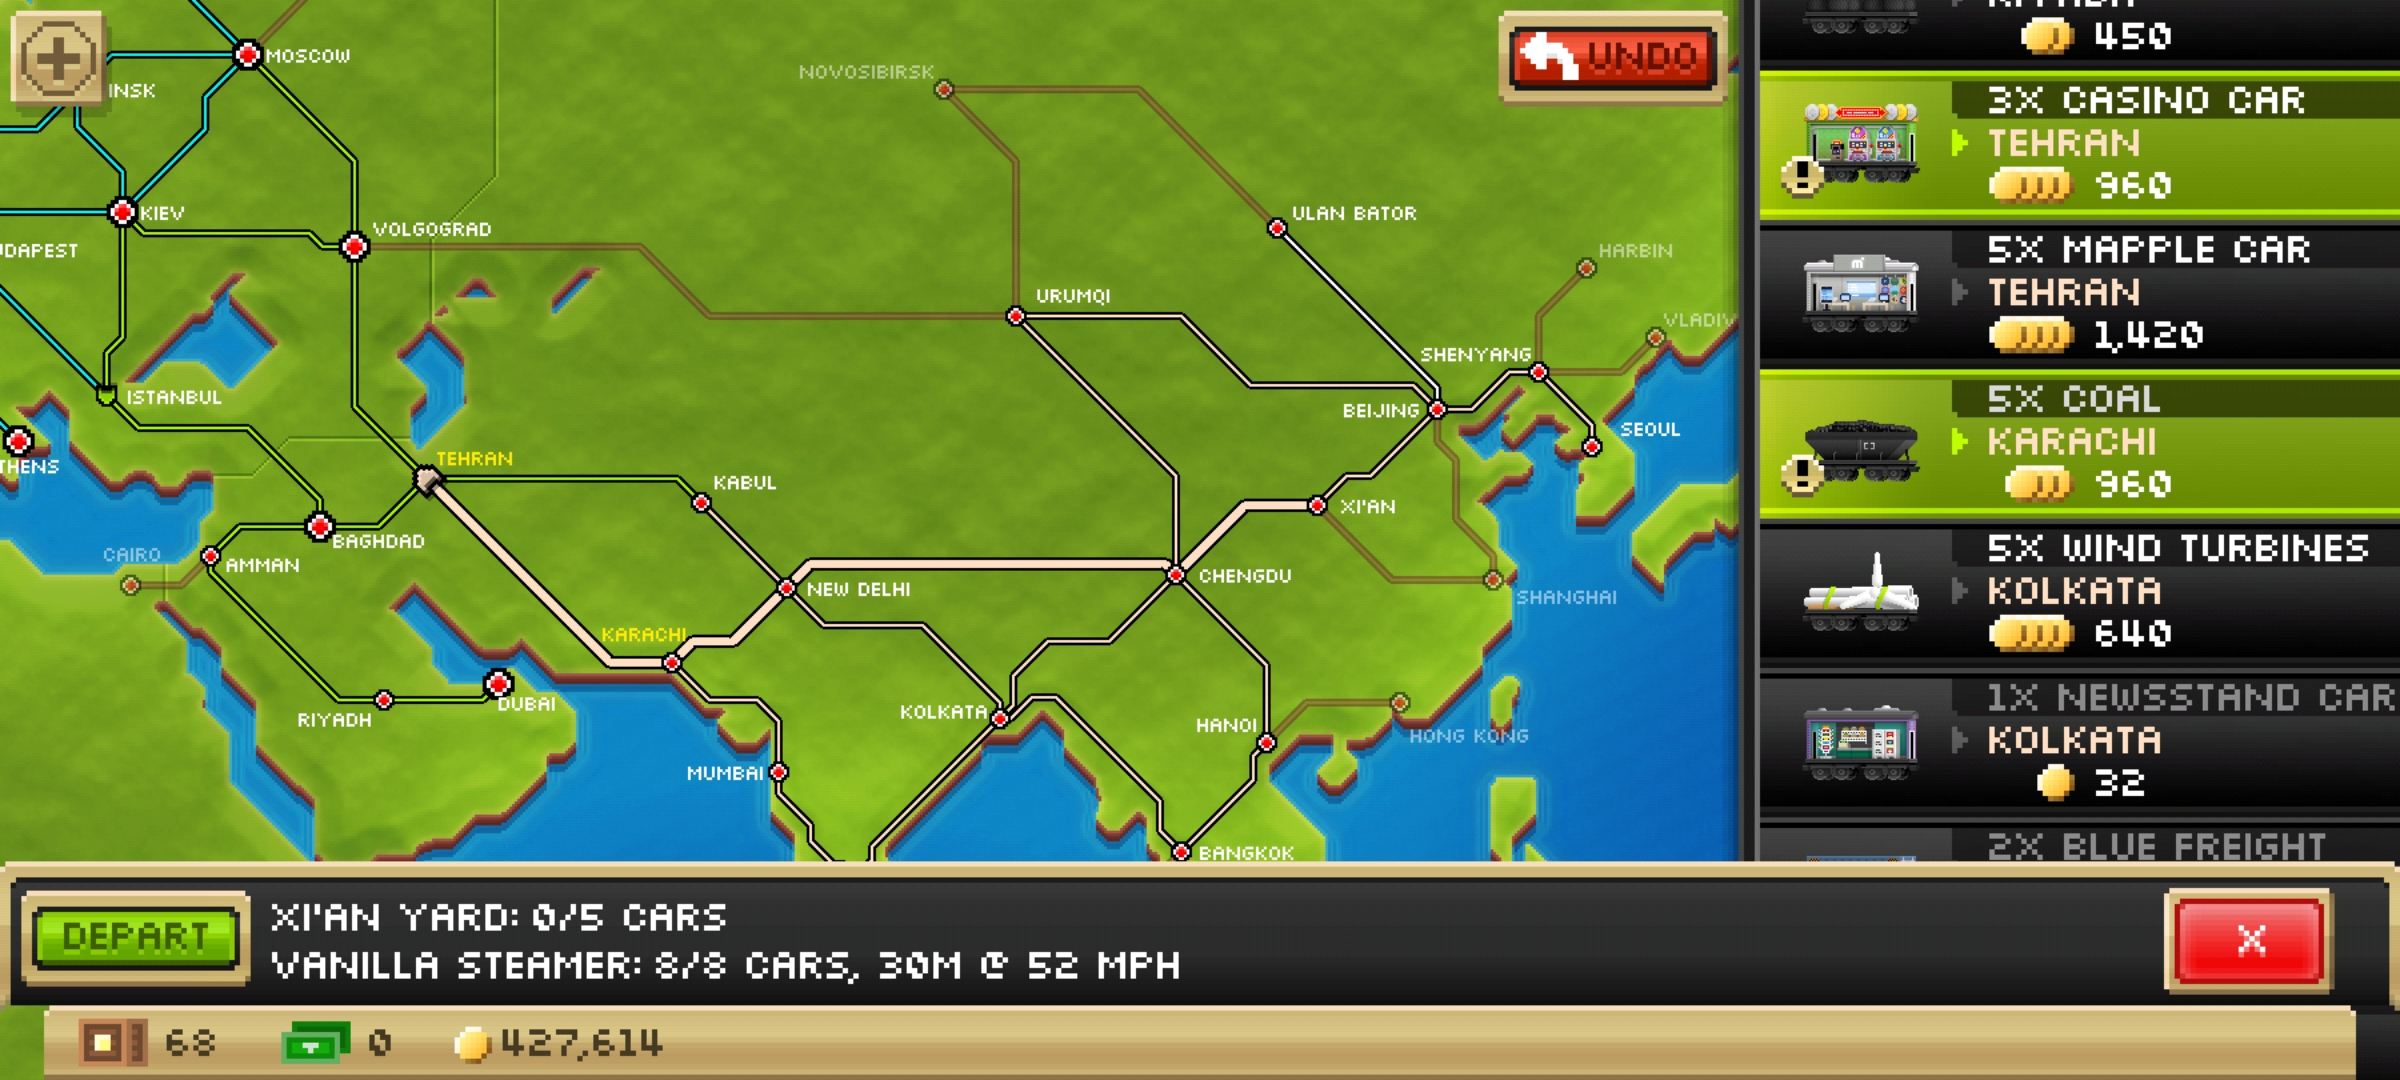 MOSCOW
INSK
KIEV
DAPEST
VOLGOGRAD
ISTANBUL
THENS
TEHRAN
BAGHDAD
CAIRO
AMMAN
RIYADH
DUBAI
KABUL
NEW DELHI
KARACHI
MUMBAI
KOLKATA
NOVOSIBIRSK
URUMQI
ULAN BATOR
HARBIN
VLADIV
SHENYANG
BEIJING
SEOUL
XI'AN
CHENGDU
SHANGHAI
HANOI
HONG KONG
BANGKOK
UNDO
450
3X CASINO CAR
TEHRAN
960
5X MAPPLE CAR
m
TEHRAN
1,420
5X COAL
KARACHI
960
5X WIND TURBINES
KOLKATA
640
1X NEWSSTAND CAR
KOLKATA
32
2X BLUE FREIGHT
DEPART
XI'AN YARD: 0/5 CARS
VANILLA STEAMER: 8/8 CARS, 30M @ 52 MPH
X
68
0
427,614